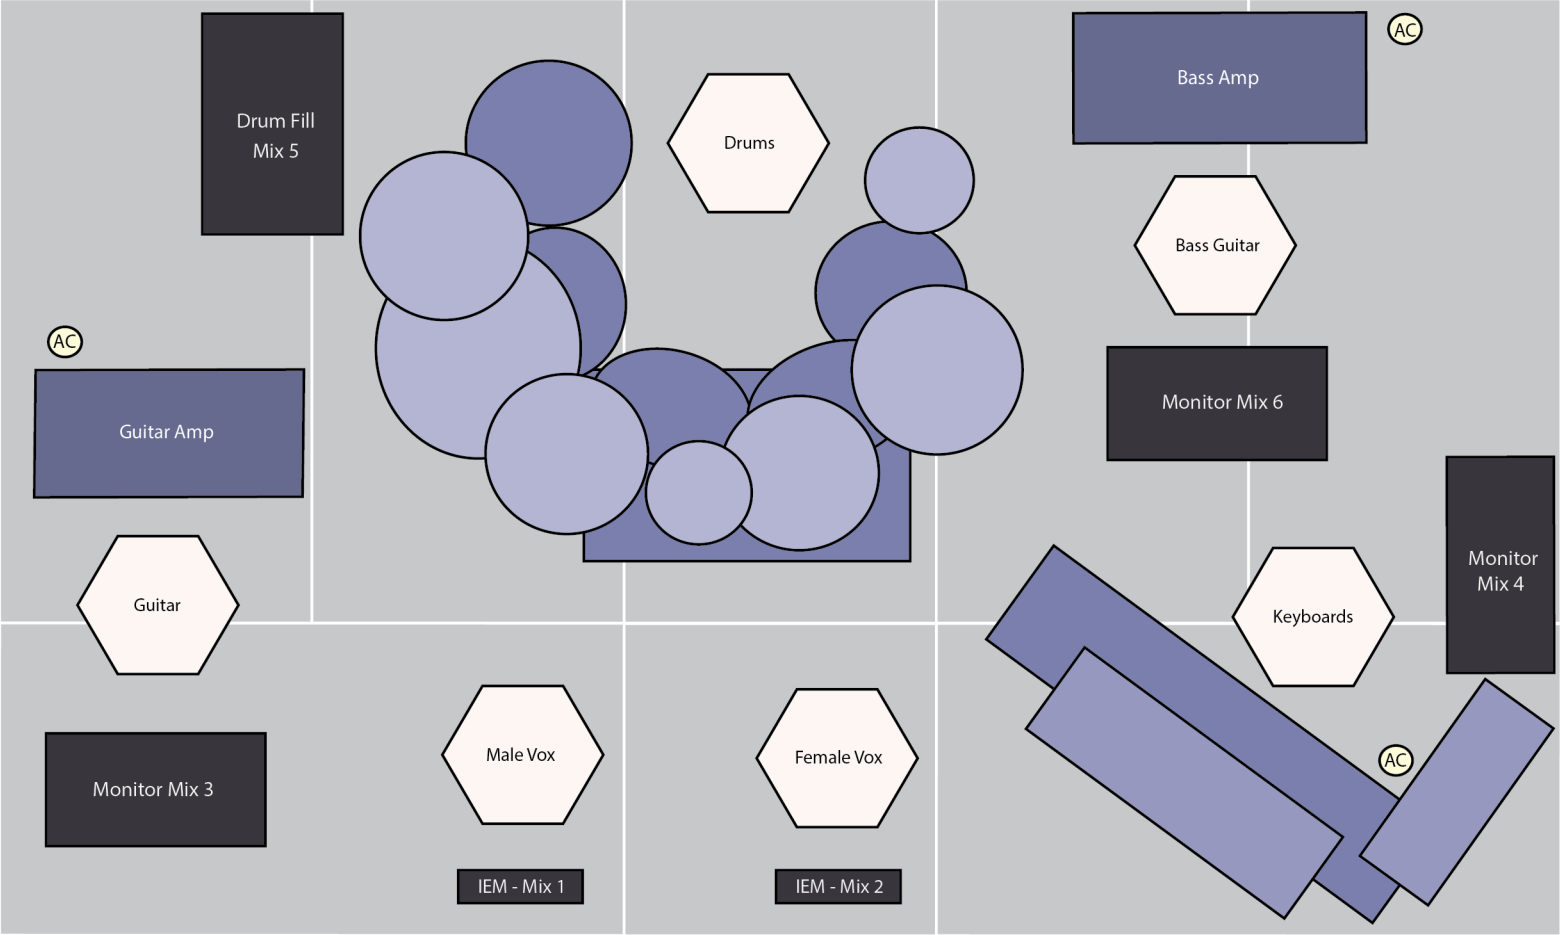 Drum Fill
Mix 5
Drums
Bass Amp
AC
Bass Guitar
AC
Guitar Amp
Monitor Mix 6
Guitar
Keyboards
Monitor
Mix 4
Male Vox
Female Vox
AC
Monitor Mix 3
IEM - Mix 1
IEM - Mix 2